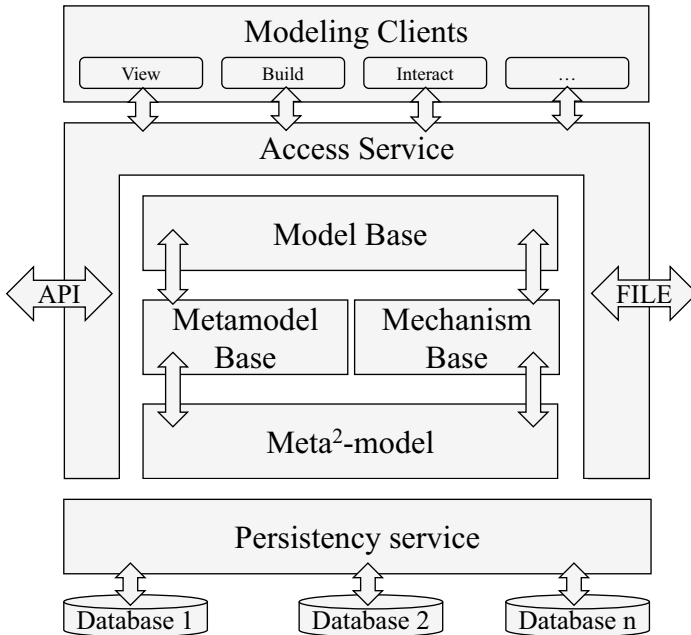 Modeling Clients
View
Build
Interact
...
Access Service
Model Base
API
FILE
Metamodel
Base
Mechanism
Base
Meta²-model
Persistency service
Database 1
Database 2
Database n